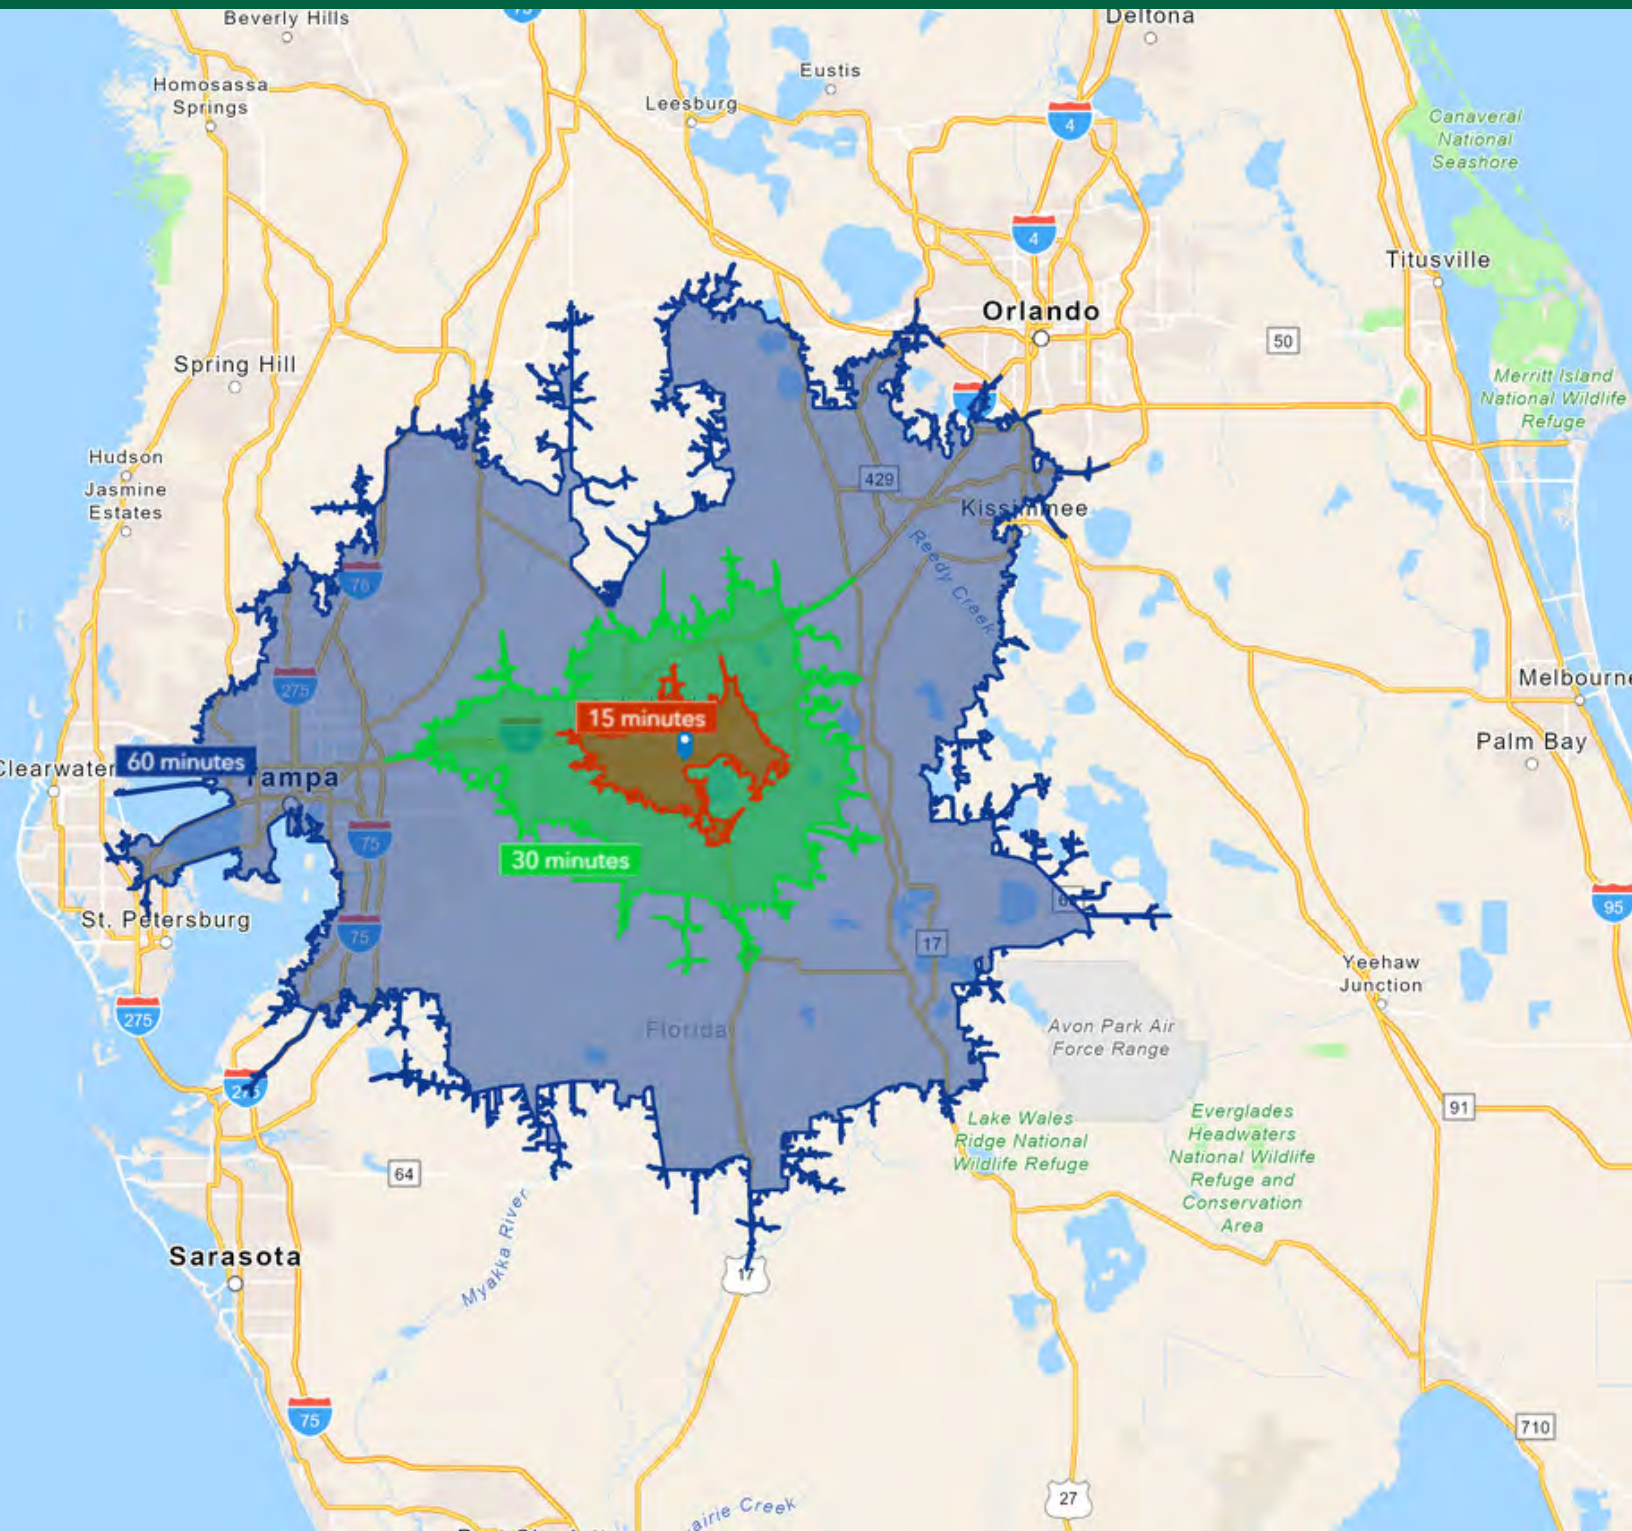 75
Beverly Hills
Deltona
Homosassa
Springs
Leesburg
Eustis
4
Canaveral
National
Seashore
4
Titusville
Orlando
50
Spring Hill
Merritt Island
National Wildlife
Refuge
Hudson
Jasmine
Estates
429
Kissimmee
Reedy Creek
275
Melbourne
15 minutes
Palm Bay
Clearwater
60 minutes
Tampa
75
30 minutes
95
St. Petersburg
75
17
Yeehaw
Junction
275
Florida
Avon Park Air
Force Range
275
91
Lake Wales
Ridge National
Wildlife Refuge
Everglades
Headwaters
National Wildlife
Refuge and
Conservation
Area
64
Myakka River
Sarasota
17
75
710
27
airie Creek